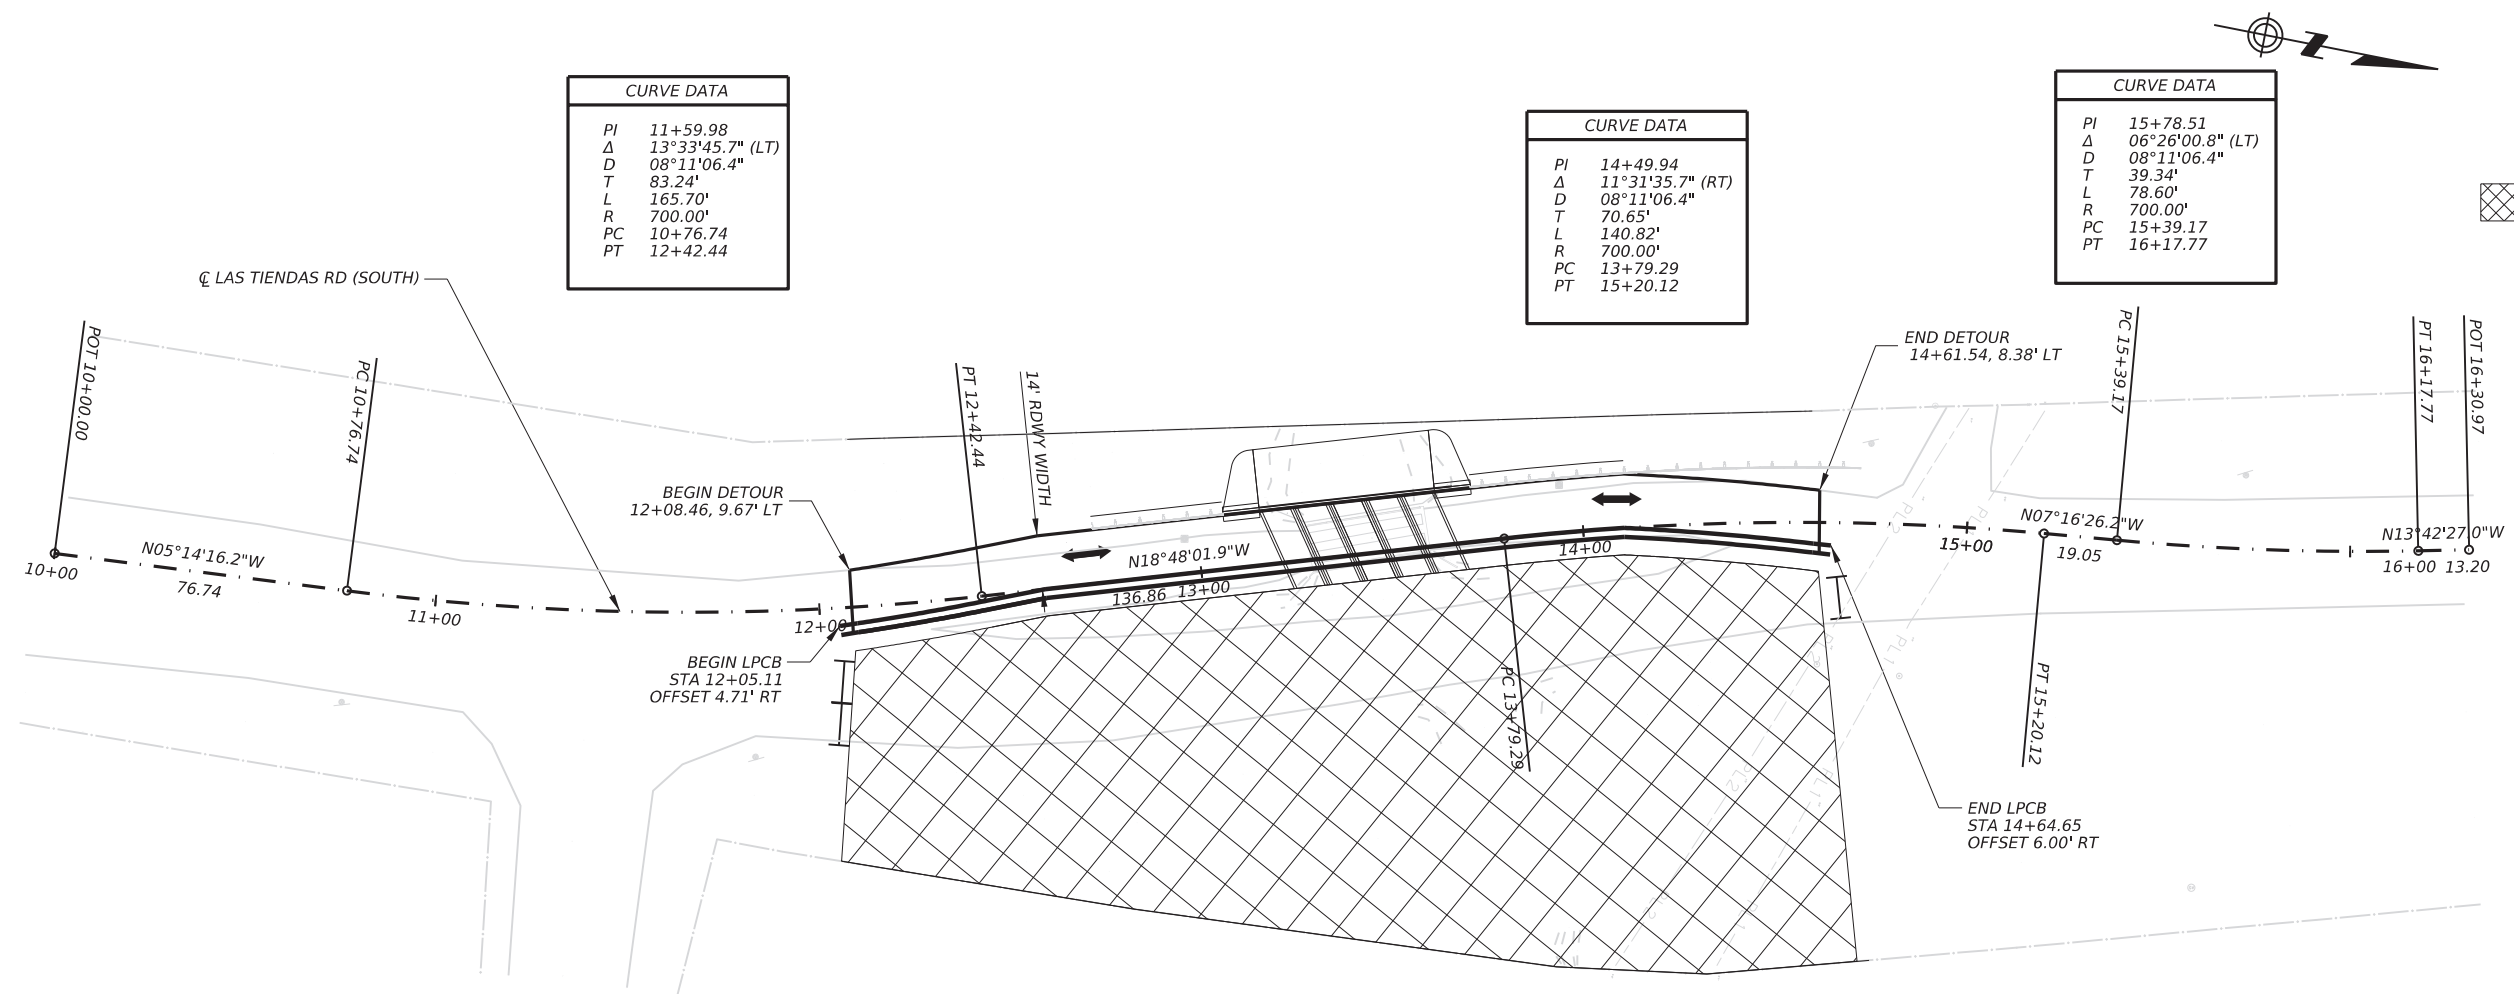 CURVE DATA
PI 11+59.98
Δ 13°33'45.7" (LT)
D 08°11'06.4"
T 83.24'
L 165.70'
R 700.00'
PC 10+76.74
PT 12+42.44
CURVE DATA
PI 14+49.94
Δ 11°31'35.7" (RT)
D 08°11'06.4"
T 70.65'
L 140.82'
R 700.00'
PC 13+79.29
PT 15+20.12
CURVE DATA
PI 15+78.51
Δ 06°26'00.8" (LT)
D 08°11'06.4"
T 39.34'
L 78.60'
R 700.00'
PC 15+39.17
PT 16+17.77
℄ LAS TIENDAS RD (SOUTH)
POT 10+00.00
PC 10+76.74
PT 12+42.44
14' RDWY WIDTH
END DETOUR
14+61.54, 8.38' LT
PC 15+39.17
PT 16+17.77
POT 16+30.97
BEGIN DETOUR
12+08.46, 9.67' LT
N05°14'16.2"W
76.74
10+00
11+00
12+00
N18°48'01.9"W
136.86
13+00
14+00
15+00
N07°16'26.2"W
19.05
N13°42'27.0"W
16+00
13.20
BEGIN LPCB
STA 12+05.11
OFFSET 4.71' RT
PC 13+79.29
PT 15+20.12
END LPCB
STA 14+64.65
OFFSET 6.00' RT